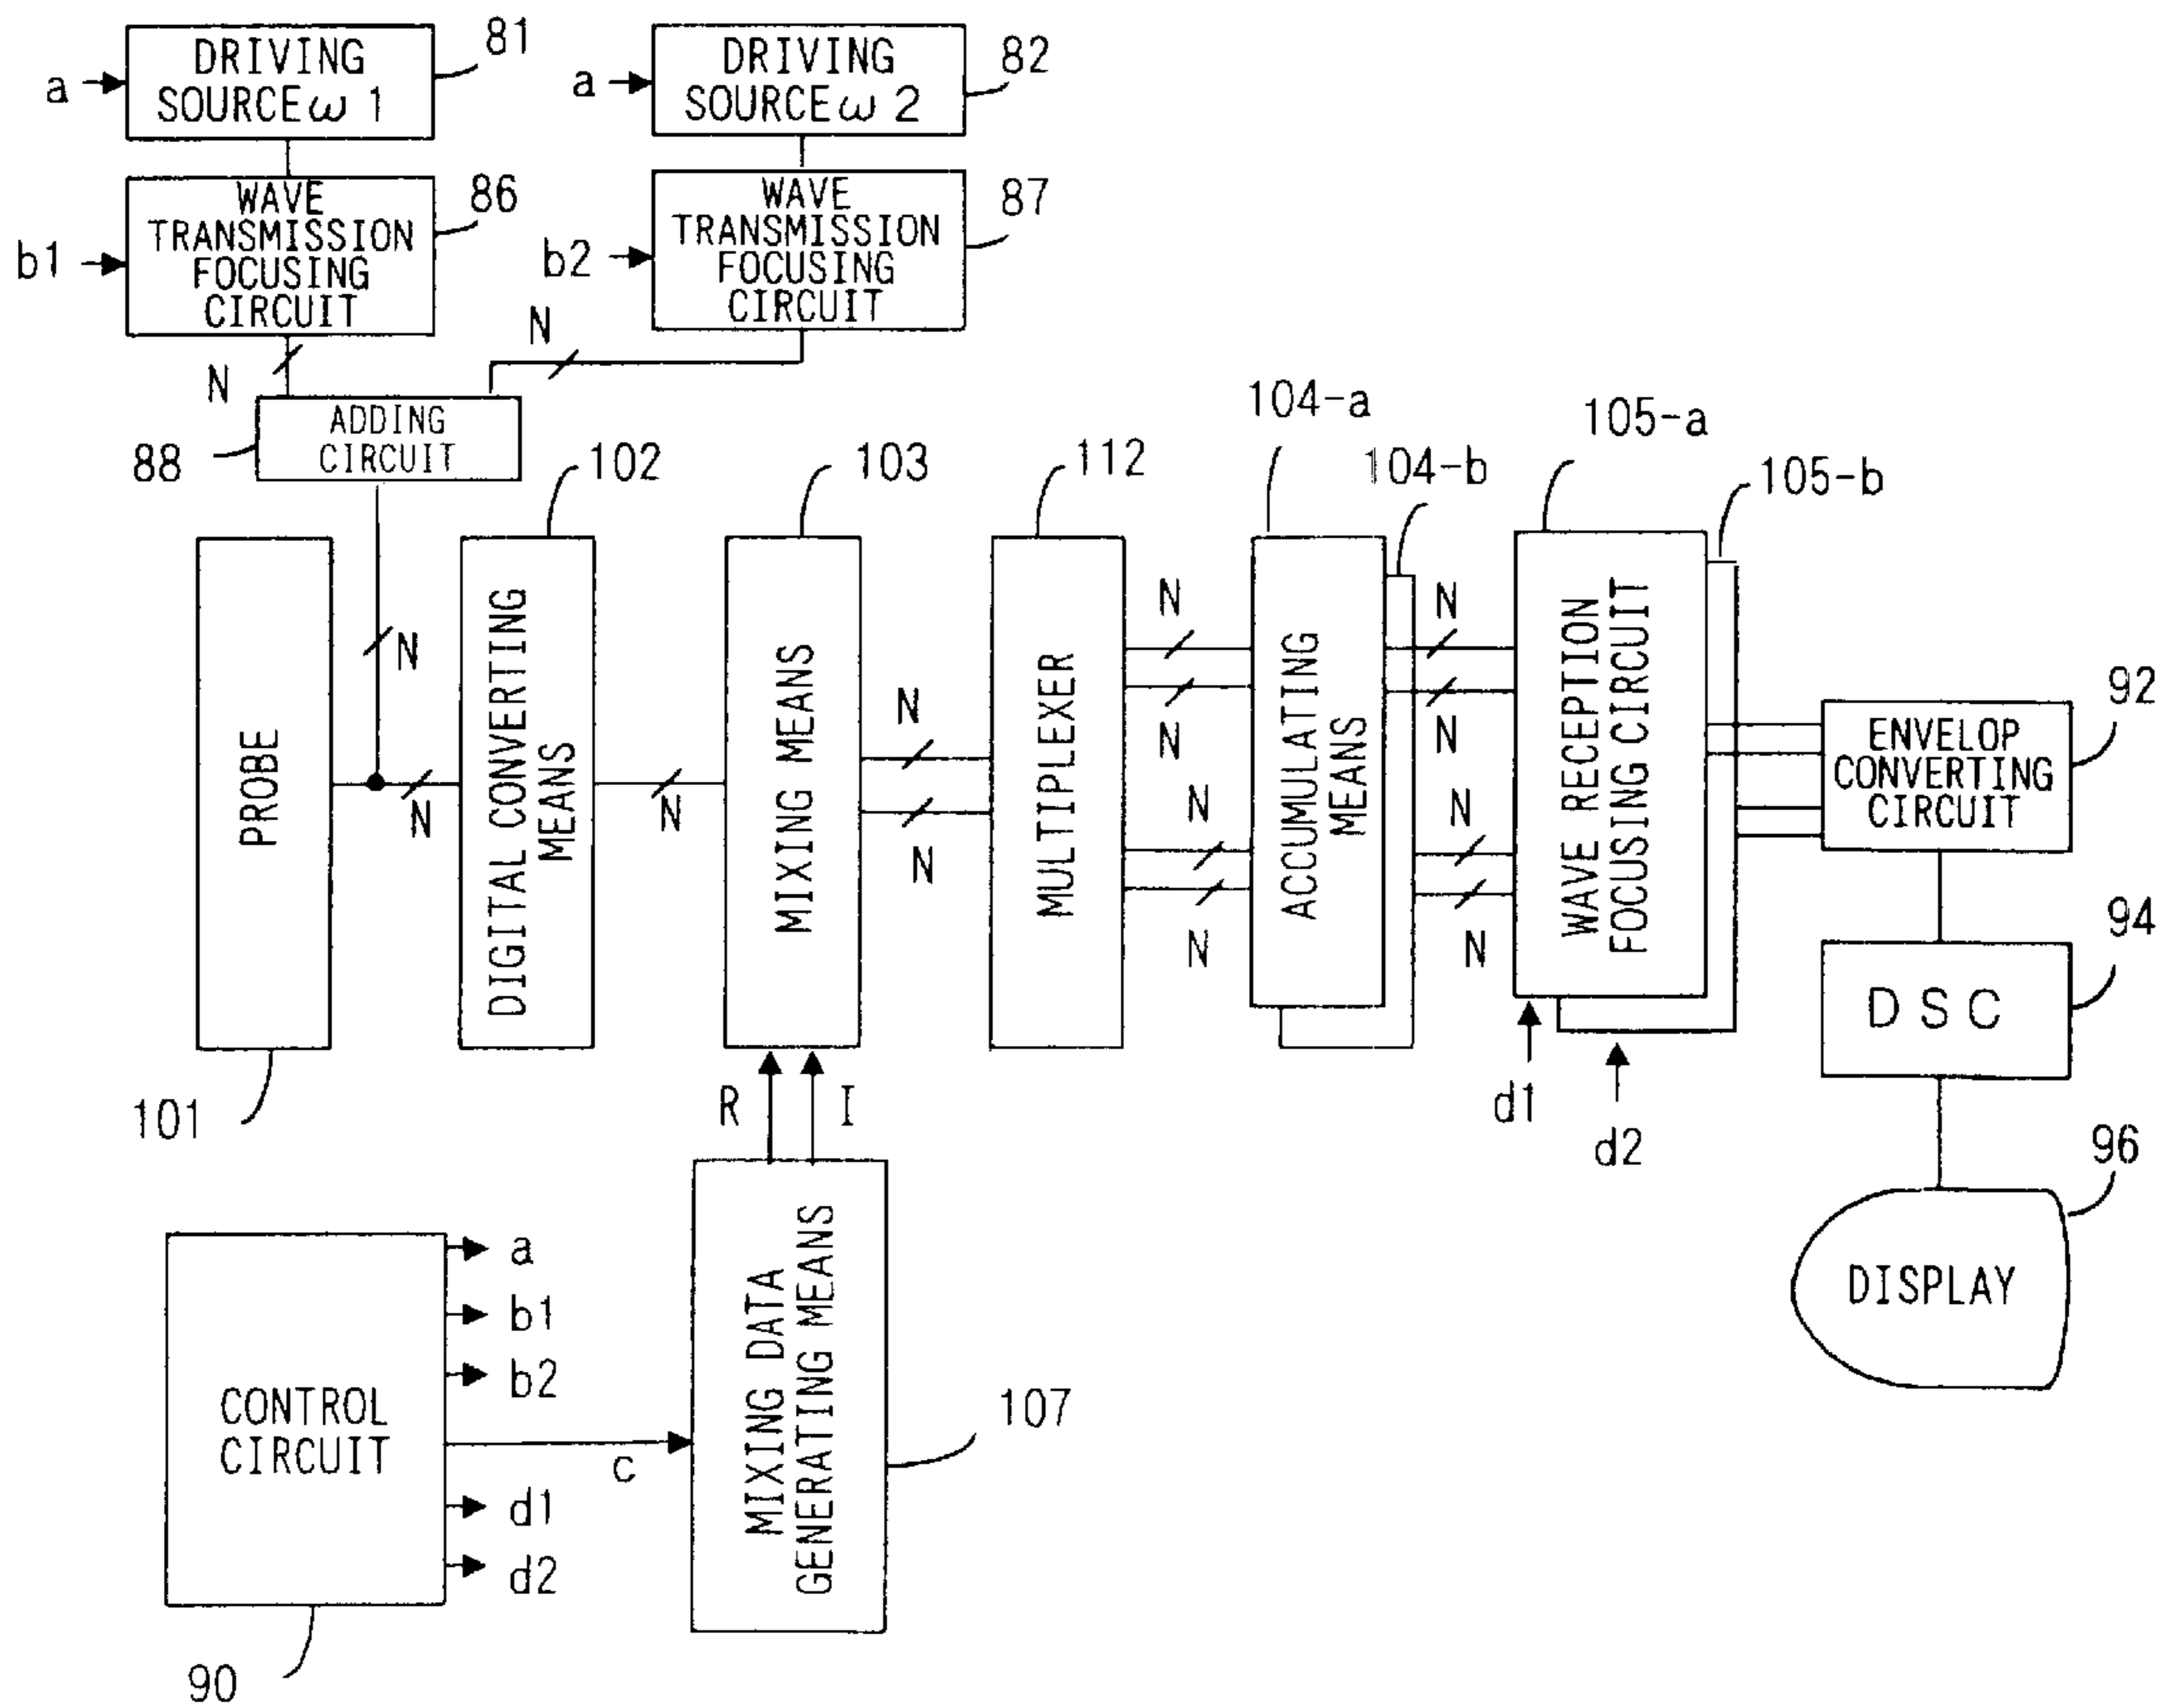 81
82
a
DRIVING
SOURCE ω 1
a
DRIVING
SOURCE ω 2
86
87
b1
WAVE
TRANSMISSION
FOCUSING
CIRCUIT
b2
WAVE
TRANSMISSION
FOCUSING
CIRCUIT
N
N
88
ADDING
CIRCUIT
102
103
112
104-a
104-b
105-a
105-b
N
N
N
N
N
N
N
N
N
N
N
N
N
N
PROBE
DIGITAL CONVERTING
MEANS
MIXING MEANS
MULTIPLEXER
ACCUMULATING
MEANS
WAVE RECEPTION
FOCUSING CIRCUIT
92
ENVELOP
CONVERTING
CIRCUIT
94
DSC
101
R
I
d1
d2
96
DISPLAY
CONTROL
CIRCUIT
a
b1
b2
c
d1
d2
MIXING DATA
GENERATING MEANS
107
90